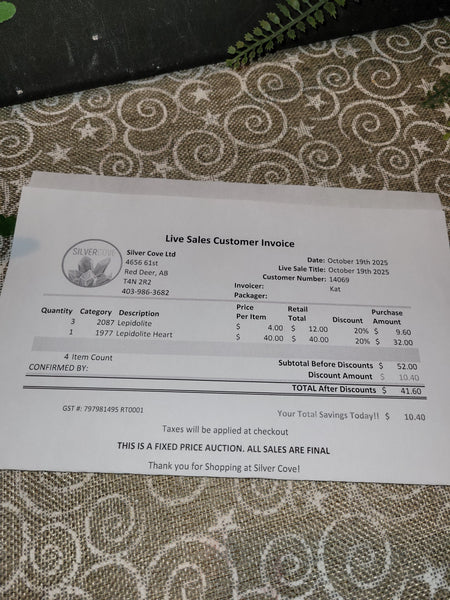 Live Sales Customer Invoice
SILVERCOVE
Silver Cove Ltd
4656 61st
Red Deer, AB
T4N 2R2
403-986-3682
Date: October 19th 2025
Live Sale Title: October 19th 2025
Customer Number: 14069
Invoicer: Kat
Packager:
Quantity Category Description Price Per Item Retail Total Discount Purchase Amount
3 2087 Lepidolite $ 4.00 $ 12.00 20% $ 9.60
1 1977 Lepidolite Heart $ 40.00 $ 40.00 20% $ 32.00
4 Item Count
Subtotal Before Discounts $ 52.00
CONFIRMED BY:
Discount Amount $ 10.40
TOTAL After Discounts $ 41.60
GST #: 797981495 RT0001
Your Total Savings Today!! $ 10.40
Taxes will be applied at checkout
THIS IS A FIXED PRICE AUCTION. ALL SALES ARE FINAL
Thank you for Shopping at Silver Cove!